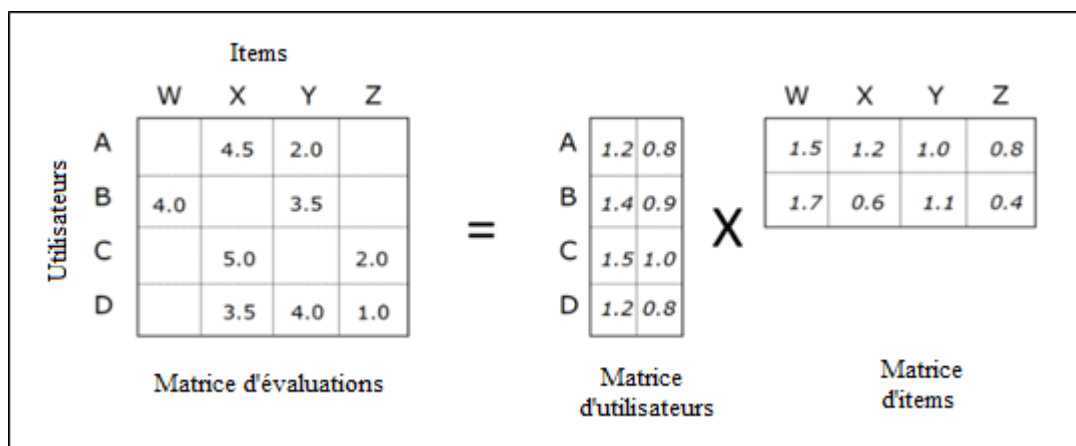 Items
W X Y Z W X Y Z
A 4.5 2.0 A 1.2 0.8 1.5 1.2 1.0 0.8
B 4.0 3.5 = B 1.4 0.9 X 1.7 0.6 1.1 0.4
C 5.0 2.0 C 1.5 1.0
D 3.5 4.0 1.0 D 1.2 0.8
Utilisateurs
Matrice d'évaluations
Matrice
d'utilisateurs
Matrice
d'items